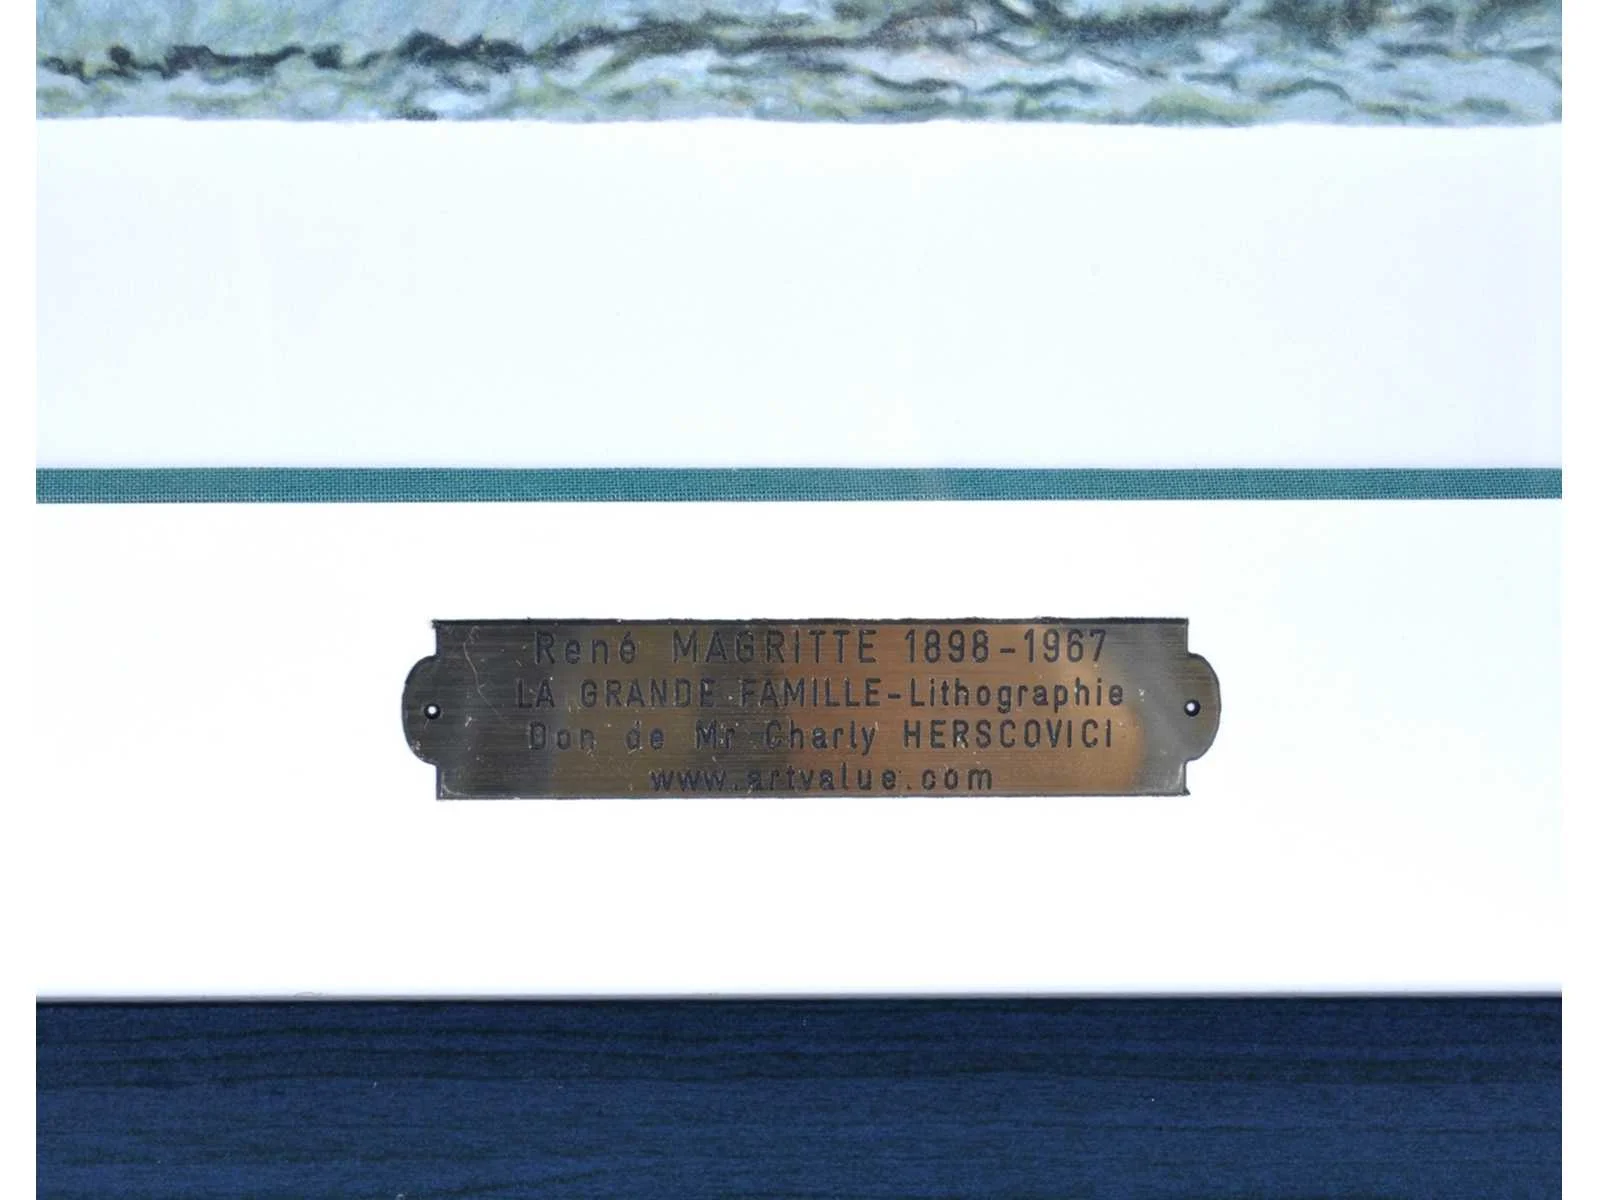 René MAGRITTE 1898-1967
LA GRANDE FAMILLE-Lithographie
Don de Mr Charly HERSCOVICI
www.artvalue.com